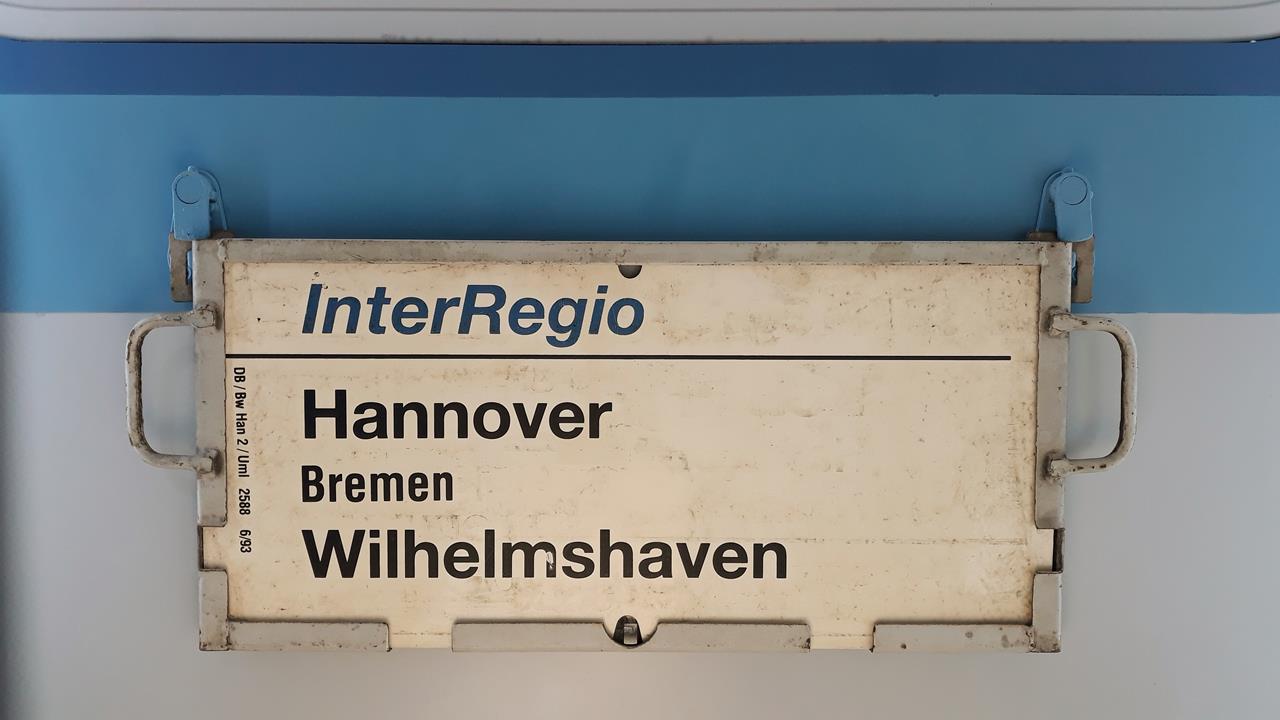 InterRegio
Hannover
Bremen
Wilhelmshaven
DB / Bw Han 2 / Uml 2588 6/93